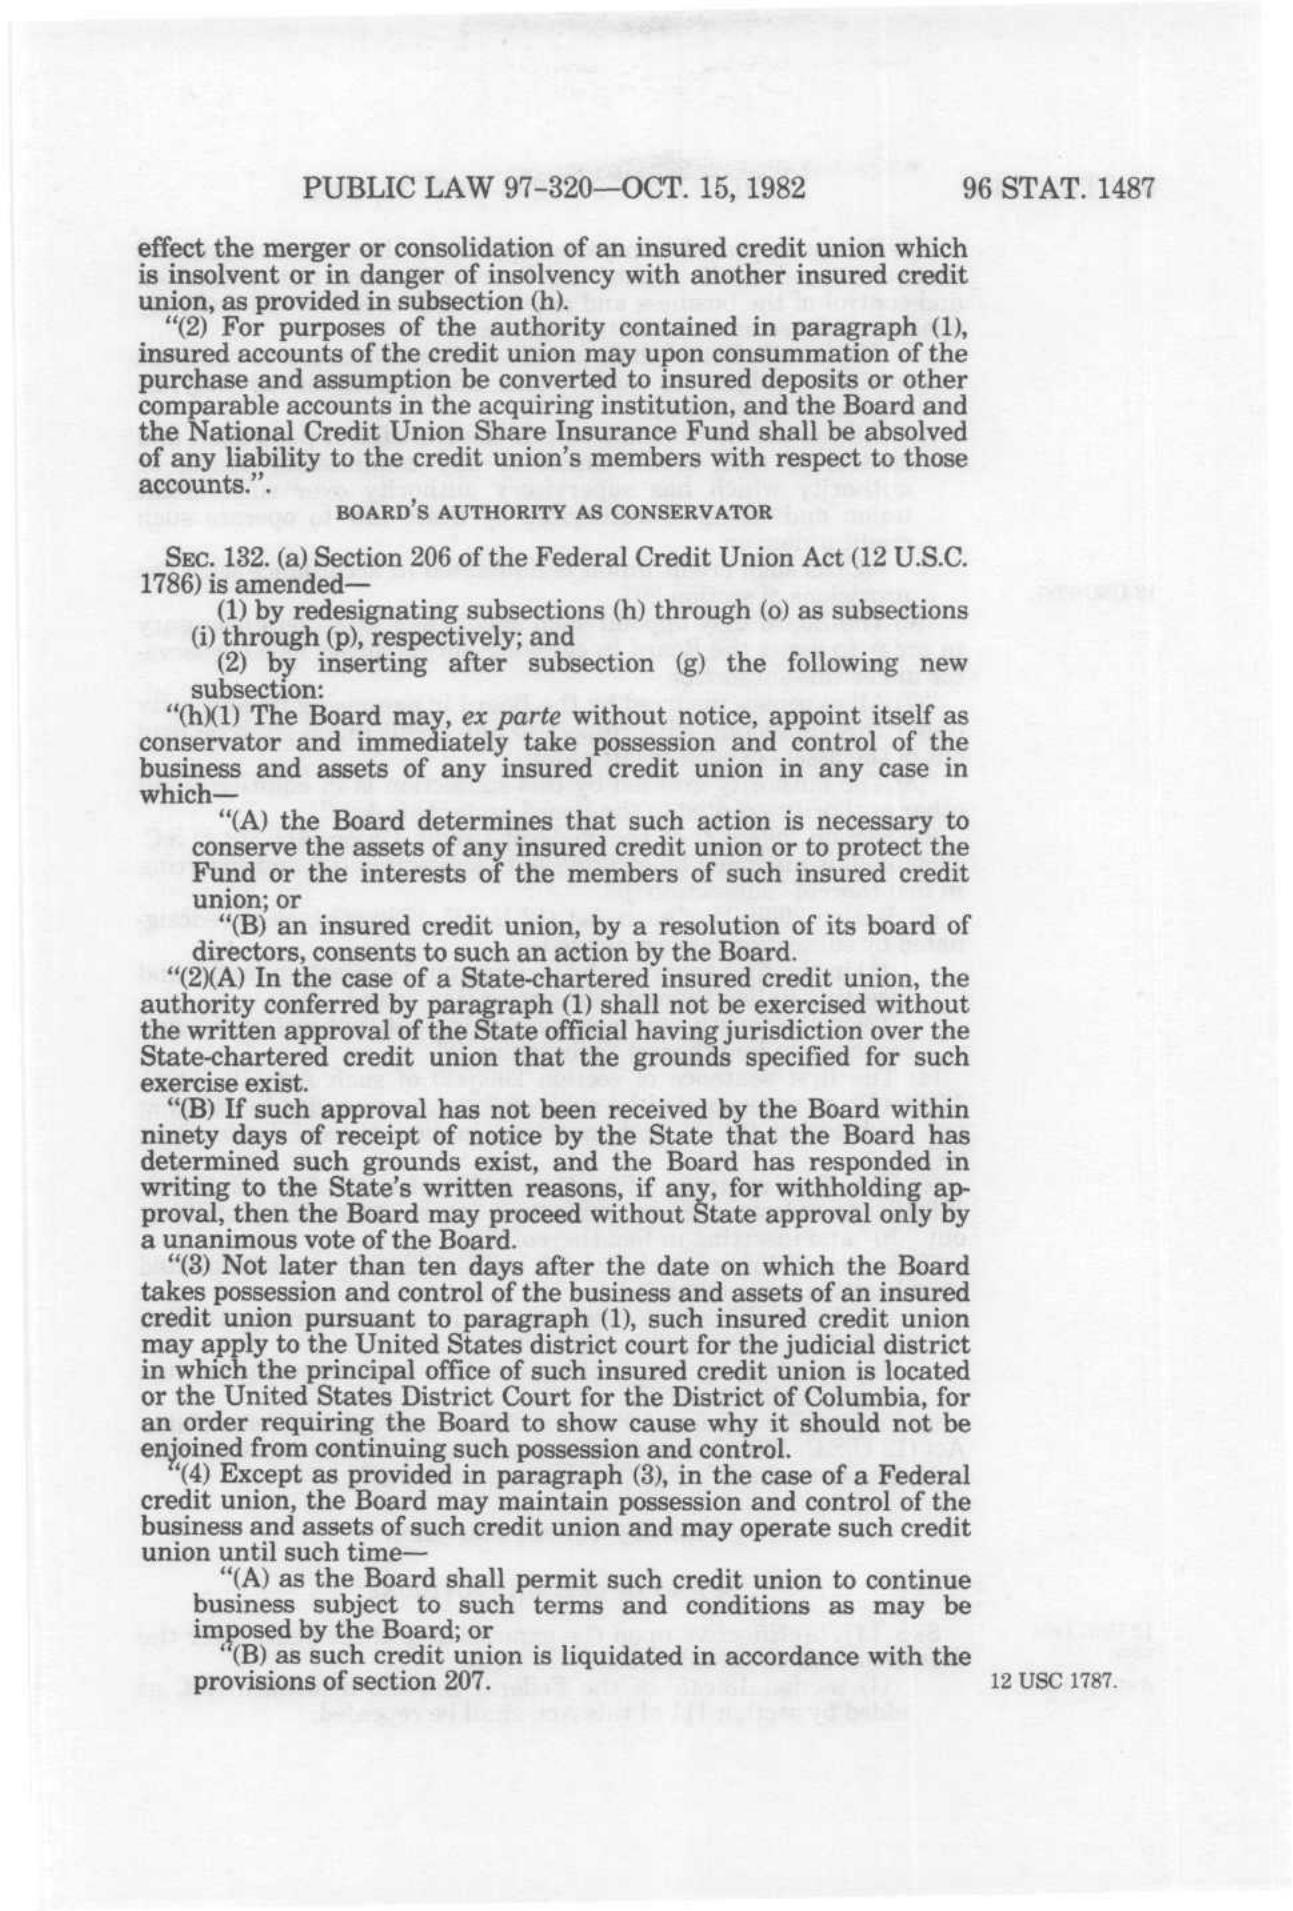 PUBLIC LAW 97-320—OCT. 15, 1982 96 STAT. 1487
effect the merger or consolidation of an insured credit union which
is insolvent or in danger of insolvency with another insured credit
union, as provided in subsection (h).
"(2) For purposes of the authority contained in paragraph (1),
insured accounts of the credit union may upon consummation of the
purchase and assumption be converted to insured deposits or other
comparable accounts in the acquiring institution, and the Board and
the National Credit Union Share Insurance Fund shall be absolved
of any liability to the credit union's members with respect to those
accounts.".
BOARD'S AUTHORITY AS CONSERVATOR
SEC. 132. (a) Section 206 of the Federal Credit Union Act (12 U.S.C.
1786) is amended—
(1) by redesignating subsections (h) through (o) as subsections
(i) through (p), respectively; and
(2) by inserting after subsection (g) the following new
subsection:
"(h)(1) The Board may, ex parte without notice, appoint itself as
conservator and immediately take possession and control of the
business and assets of any insured credit union in any case in
which—
"(A) the Board determines that such action is necessary to
conserve the assets of any insured credit union or to protect the
Fund or the interests of the members of such insured credit
union; or
"(B) an insured credit union, by a resolution of its board of
directors, consents to such an action by the Board.
"(2)(A) In the case of a State-chartered insured credit union, the
authority conferred by paragraph (1) shall not be exercised without
the written approval of the State official having jurisdiction over the
State-chartered credit union that the grounds specified for such
exercise exist.
"(B) If such approval has not been received by the Board within
ninety days of receipt of notice by the State that the Board has
determined such grounds exist, and the Board has responded in
writing to the State's written reasons, if any, for withholding ap-
proval, then the Board may proceed without State approval only by
a unanimous vote of the Board.
"(3) Not later than ten days after the date on which the Board
takes possession and control of the business and assets of an insured
credit union pursuant to paragraph (1), such insured credit union
may apply to the United States district court for the judicial district
in which the principal office of such insured credit union is located
or the United States District Court for the District of Columbia, for
an order requiring the Board to show cause why it should not be
enjoined from continuing such possession and control.
"(4) Except as provided in paragraph (3), in the case of a Federal
credit union, the Board may maintain possession and control of the
business and assets of such credit union and may operate such credit
union until such time—
"(A) as the Board shall permit such credit union to continue
business subject to such terms and conditions as may be
imposed by the Board; or
"(B) as such credit union is liquidated in accordance with the
provisions of section 207. 12 USC 1787.